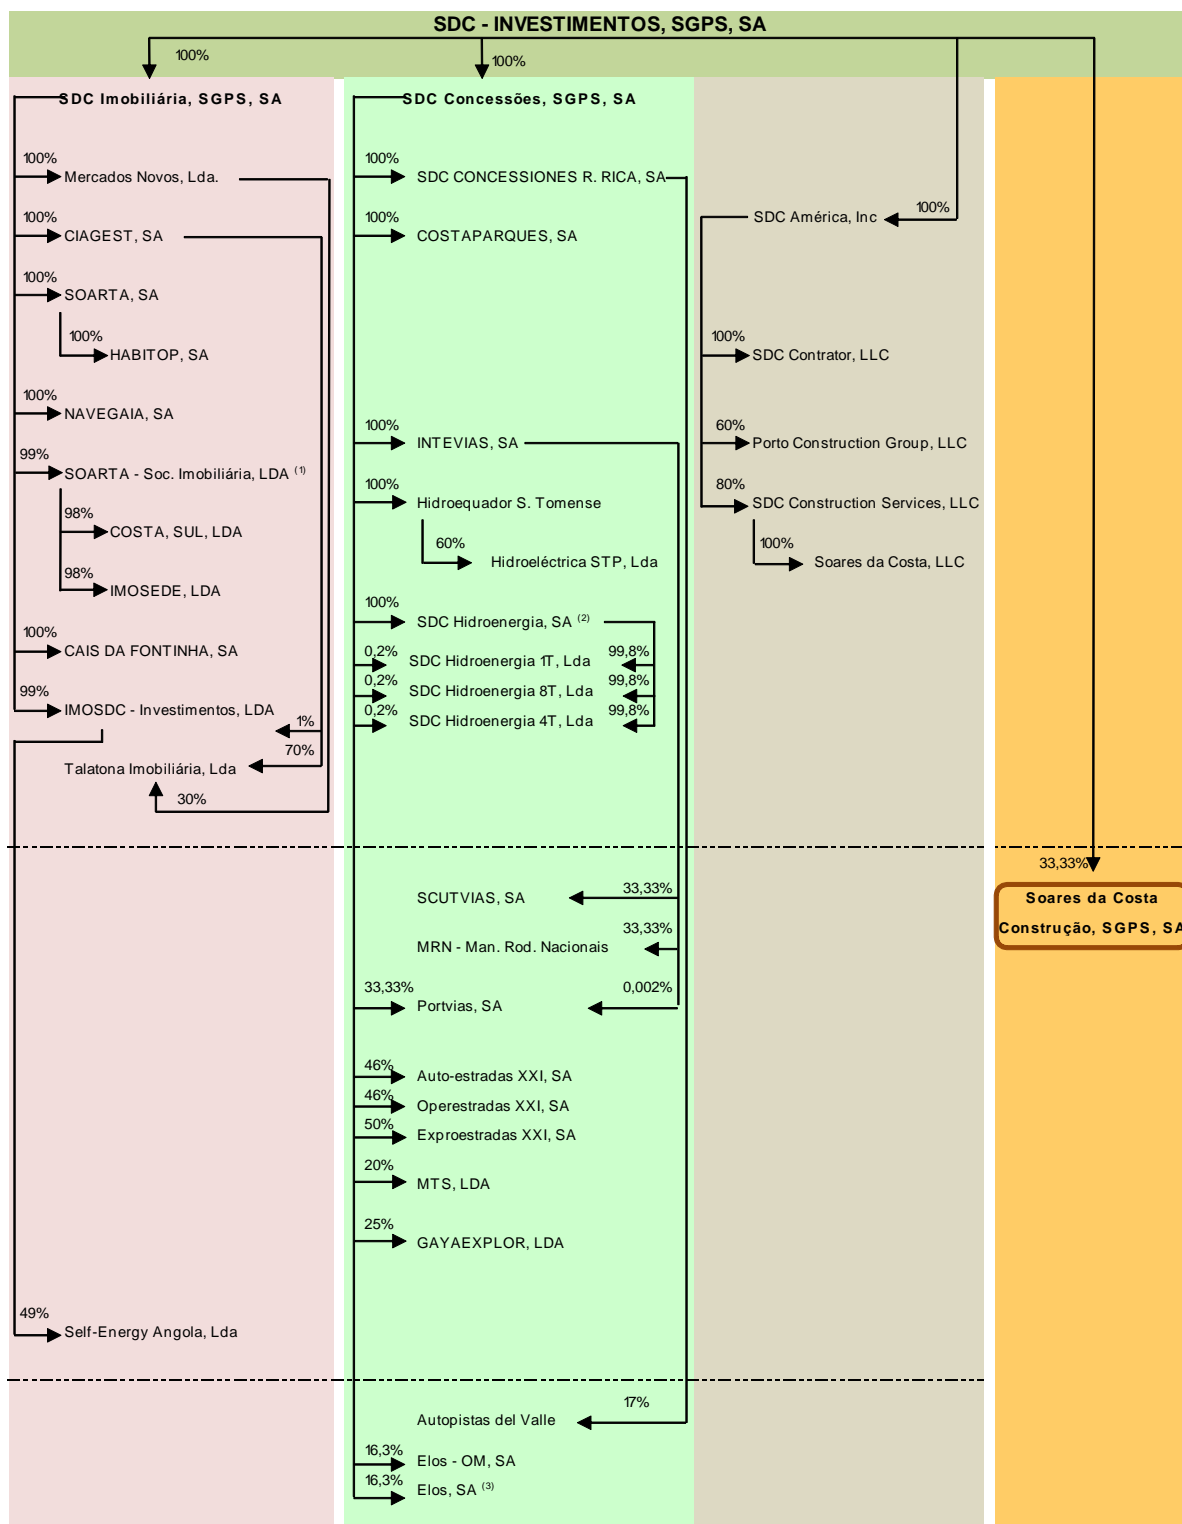 SDC - INVESTIMENTOS, SGPS, SA
100%
100%
SDC Imobiliária, SGPS, SA
100%
Mercados Novos, Lda.
100%
CIAGEST, SA
100%
SOARTA, SA
100%
HABITOP, SA
100%
NAVEGAIA, SA
99%
SOARTA - Soc. Imobiliária, LDA (1)
98%
COSTA, SUL, LDA
98%
IMOSEDE, LDA
100%
CAIS DA FONTINHA, SA
99%
IMOSDC - Investimentos, LDA
1%
70%
Talatona Imobiliária, Lda
30%
49%
Self-Energy Angola, Lda
SDC Concessões, SGPS, SA
100%
SDC CONCESSIONES R. RICA, SA
100%
COSTAPARQUES, SA
100%
INTEVIAS, SA
100%
Hidroequador S. Tomense
60%
Hidroeléctrica STP, Lda
100%
SDC Hidroenergia, SA (2)
0,2% SDC Hidroenergia 1T, Lda 99,8%
0,2% SDC Hidroenergia 8T, Lda 99,8%
0,2% SDC Hidroenergia 4T, Lda 99,8%
SCUTVIAS, SA 33,33%
33,33%
MRN - Man. Rod. Nacionais
33,33% 0,002%
Portvias, SA
46%
Auto-estradas XXI, SA
46%
Operestradas XXI, SA
50%
Exproestradas XXI, SA
20%
MTS, LDA
25%
GAYAEXPLOR, LDA
17%
Autopistas del Valle
16,3%
Elos - OM, SA
16,3%
Elos, SA (3)
SDC América, Inc 100%
100%
SDC Contrator, LLC
60%
Porto Construction Group, LLC
80%
SDC Construction Services, LLC
100%
Soares da Costa, LLC
33,33%
Soares da Costa
Construção, SGPS, SA